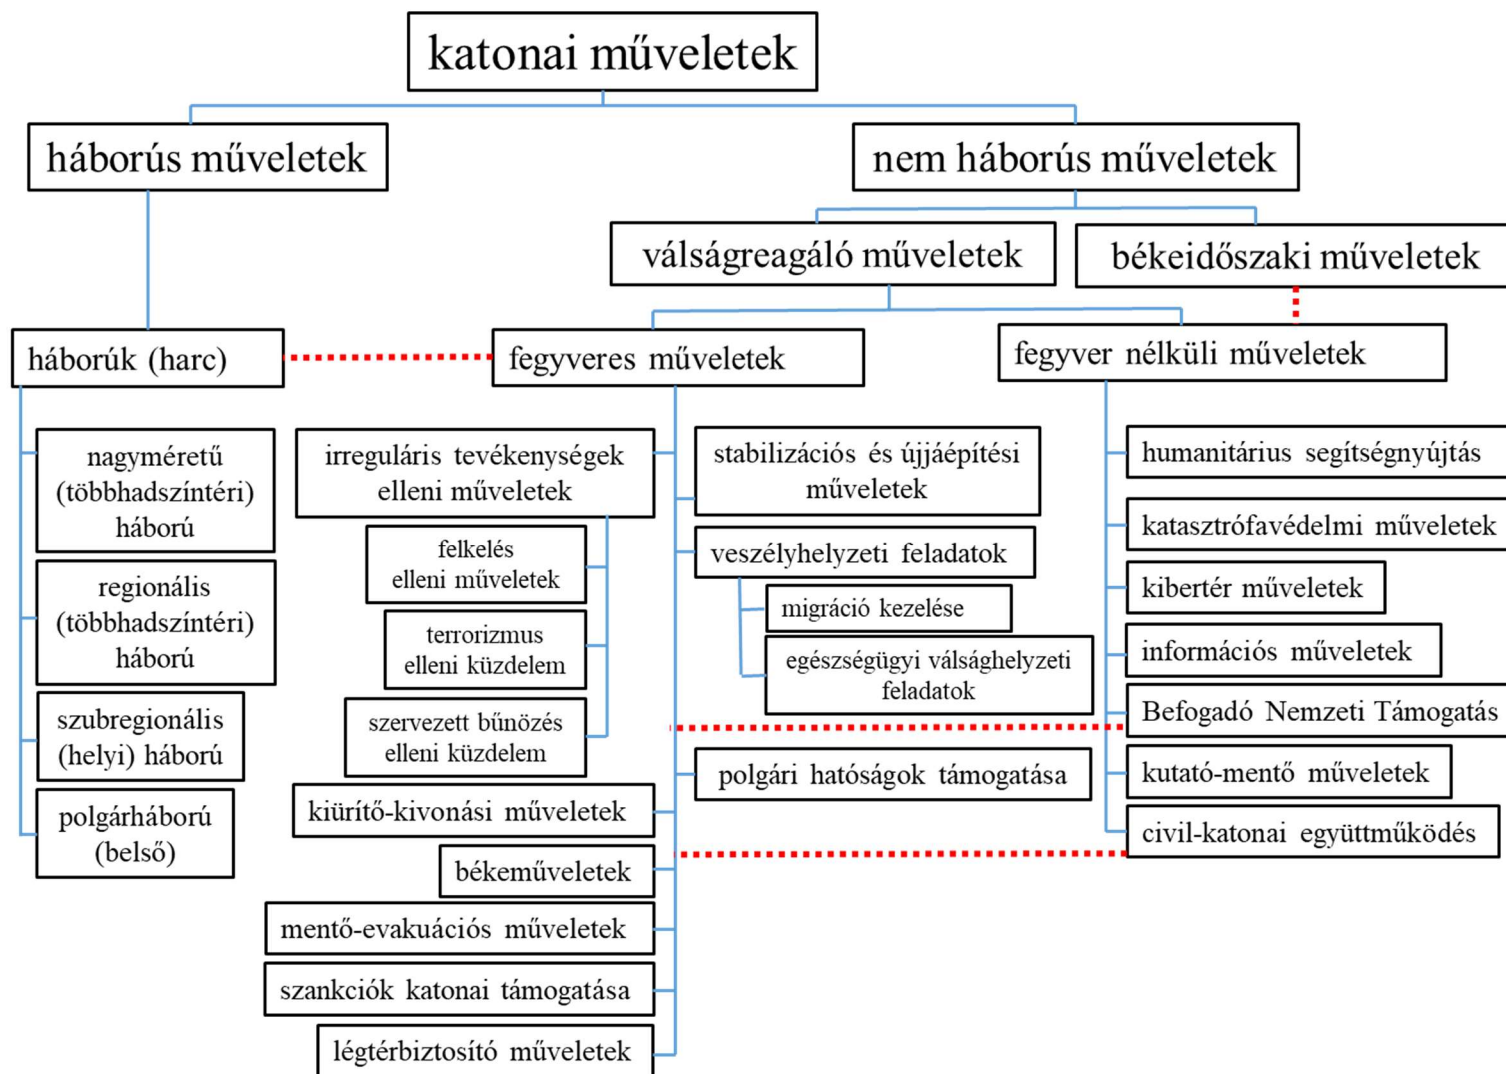 katonai műveletek
háborús műveletek
nem háborús műveletek
válságreagáló műveletek
békeidőszaki műveletek
háborúk (harc)
fegyveres műveletek
fegyver nélküli műveletek
nagyméretű
(többhadszíntéri)
háború
regionális
(többhadszíntéri)
háború
szubregionális
(helyi) háború
polgárháború
(belső)
irreguláris tevékenységek
elleni műveletek
felkelés
elleni műveletek
terrorizmus
elleni küzdelem
szervezett bűnözés
elleni küzdelem
kiürítő-kivonási műveletek
békeműveletek
mentő-evakuációs műveletek
szankciók katonai támogatása
légtérbiztosító műveletek
stabilizációs és újjáépítési
műveletek
veszélyhelyzeti feladatok
migráció kezelése
egészségügyi válsághelyzeti
feladatok
polgári hatóságok támogatása
humanitárius segítségnyújtás
katasztrófavédelmi műveletek
kibertér műveletek
információs műveletek
Befogadó Nemzeti Támogatás
kutató-mentő műveletek
civil-katonai együttműködés